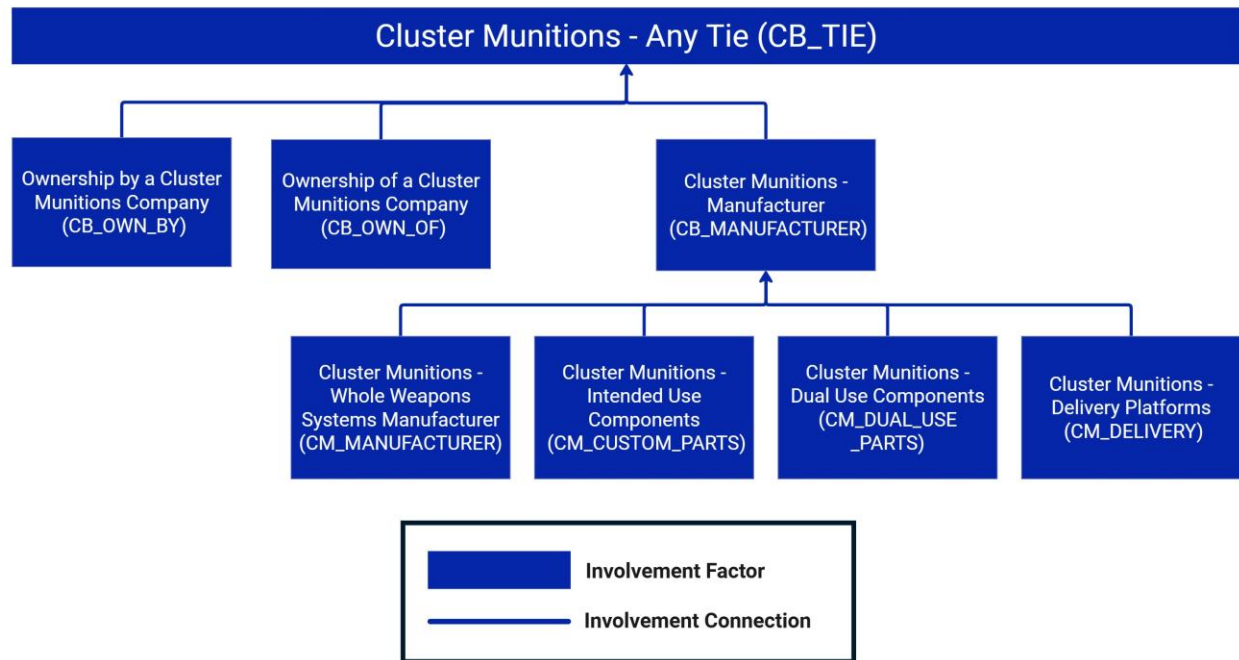 Cluster Munitions - Any Tie (CB_TIE)
Ownership by a Cluster
Munitions Company
(CB_OWN_BY)
Ownership of a Cluster
Munitions Company
(CB_OWN_OF)
Cluster Munitions -
Manufacturer
(CB_MANUFACTURER)
Cluster Munitions -
Whole Weapons
Systems Manufacturer
(CM_MANUFACTURER)
Cluster Munitions -
Intended Use
Components
(CM_CUSTOM_PARTS)
Cluster Munitions -
Dual Use Components
(CM_DUAL_USE
_PARTS)
Cluster Munitions -
Delivery Platforms
(CM_DELIVERY)
Involvement Factor
Involvement Connection